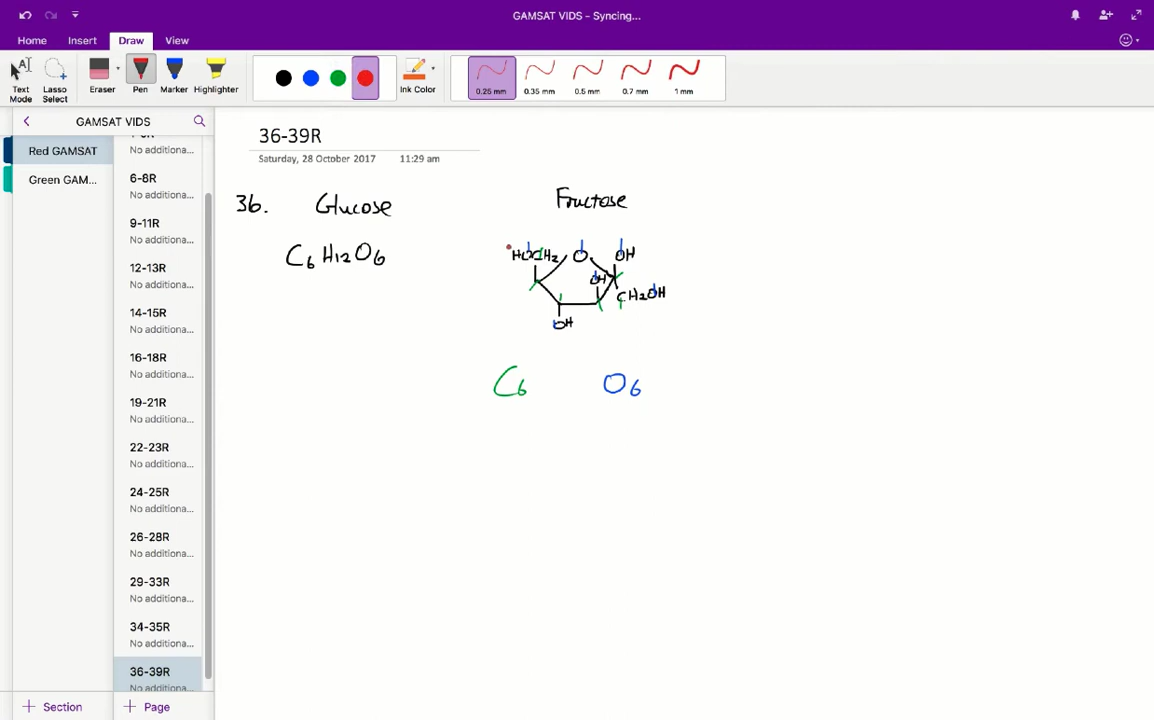 GAMSAT VIDS - Syncing...
Home Insert Draw View
Text Mode
Lasso Select
Eraser
Pen
Marker
Highlighter
Ink Color
0.25 mm
0.35 mm
0.5 mm
0.7 mm
1 mm
GAMSAT VIDS
Red GAMSAT
Green GAM...
No additiona...
6-8R
No additiona...
9-11R
No additiona...
12-13R
No additiona...
14-15R
No additiona...
16-18R
No additiona...
19-21R
No additiona...
22-23R
No additiona...
24-25R
No additiona...
26-28R
No additiona...
29-33R
No additiona...
34-35R
No additiona...
36-39R
No additiona...
+ Section
+ Page
36-39R
Saturday, 28 October 2017 11:29 am
36. Glucose Fructose
C6H12O6
HOCH2 O OH
OH
CH2OH
OH
C6 O6